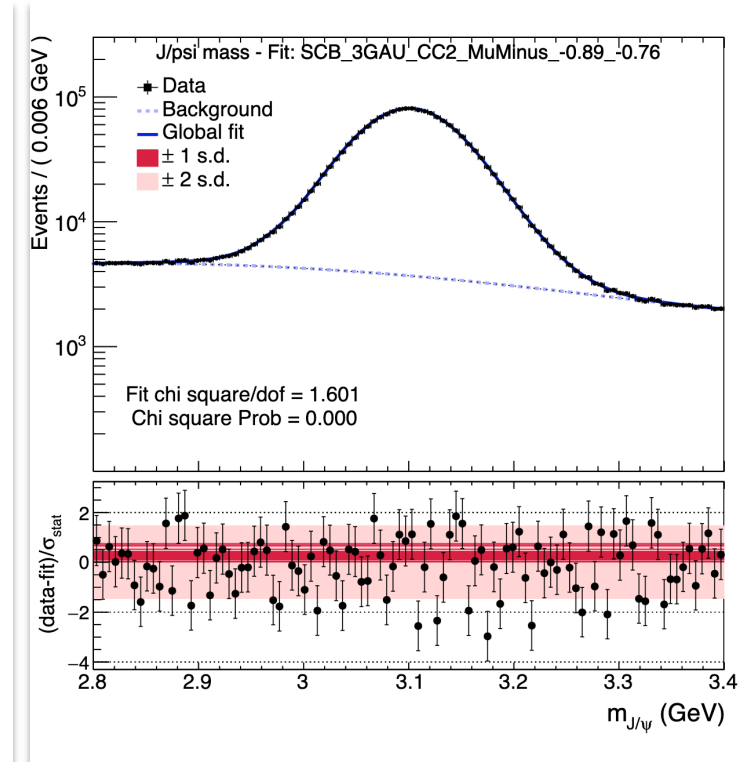 J/psi mass - Fit: SCB_3GAU_CC2_MuMinus_-0.89_-0.76
Data
Background
Global fit
± 1 s.d.
± 2 s.d.
Events / ( 0.006 GeV )
10⁵
10⁴
10³
Fit chi square/dof = 1.601
Chi square Prob = 0.000
(data-fit)/σ_stat
2
0
−2
−4
2.8 2.9 3 3.1 3.2 3.3 3.4
m_J/ψ (GeV)